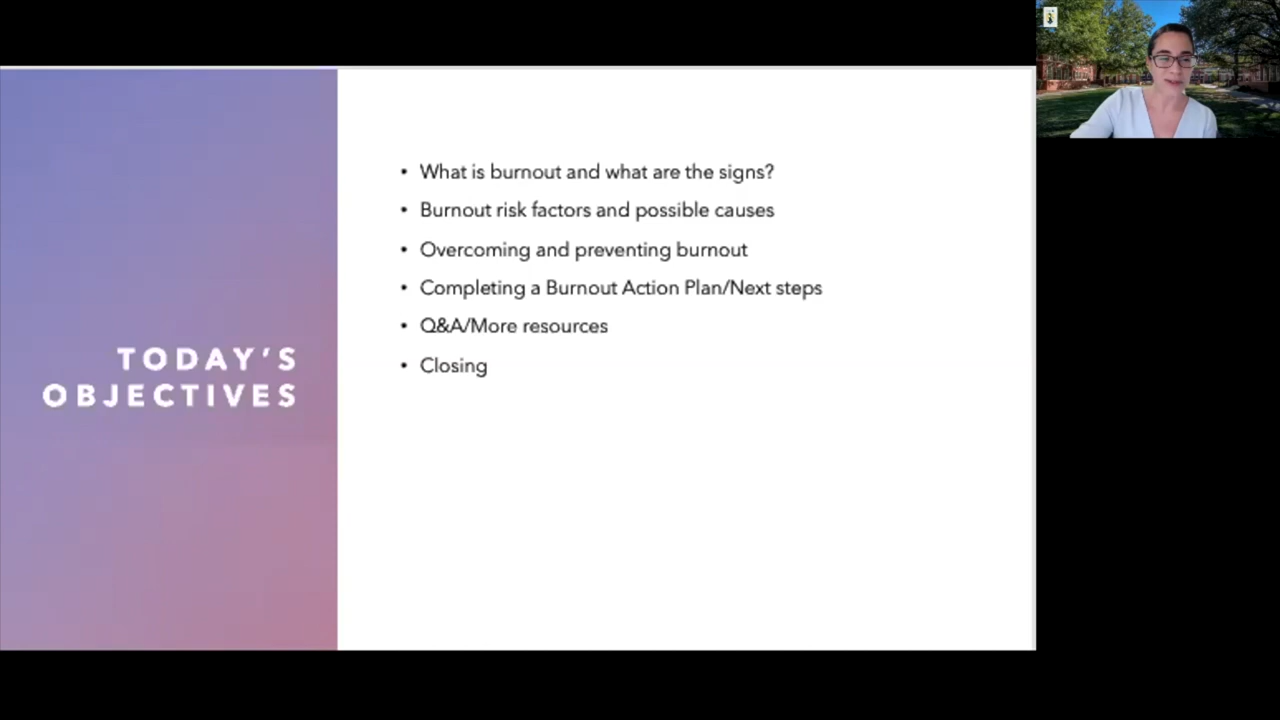 TODAY'S
OBJECTIVES
• What is burnout and what are the signs?
• Burnout risk factors and possible causes
• Overcoming and preventing burnout
• Completing a Burnout Action Plan/Next steps
• Q&A/More resources
• Closing